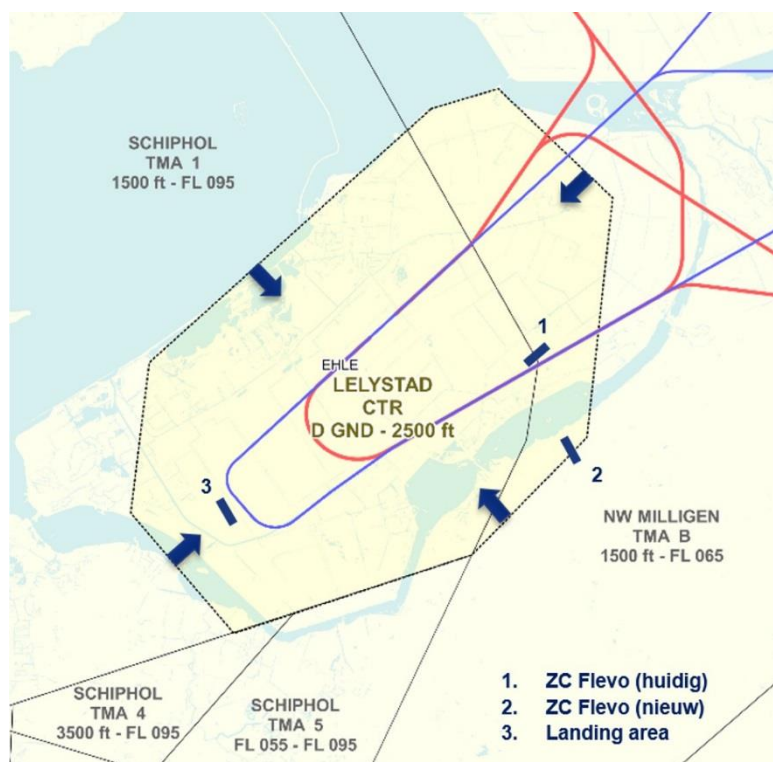 SCHIPHOL
TMA 1
1500 ft - FL 095
1
EHLE
LELYSTAD
CTR
D GND - 2500 ft
2
3
NW MILLIGEN
TMA B
1500 ft - FL 065
SCHIPHOL
TMA 4
3500 ft - FL 095
SCHIPHOL
TMA 5
FL 055 - FL 095
1. ZC Flevo (huidig)
2. ZC Flevo (nieuw)
3. Landing area